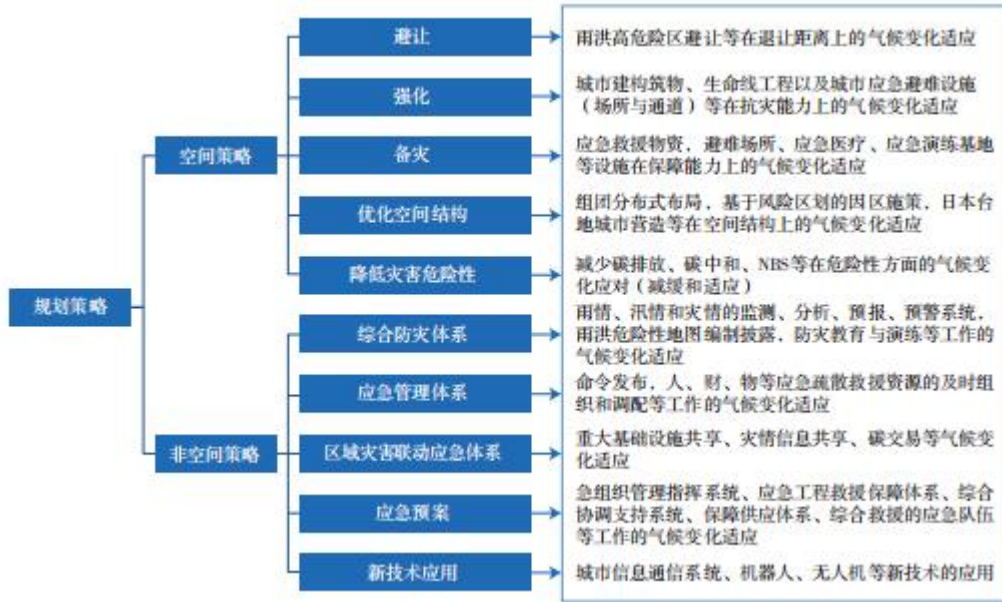 避让
雨洪高危险区避让等在退让距离上的气候变化适应
强化
城市建构筑物、生命线工程以及城市应急避难设施
（场所与通道）等在抗灾能力上的气候变化适应
空间策略
备灾
应急救援物资，避难场所、应急医疗、应急演练基地
等设施在保障能力上的气候变化适应
优化空间结构
组团分布式布局，基于风险区划的因区施策，日本台
地城市营造等在空间结构上的气候变化适应
降低灾害危险性
减少碳排放、碳中和、NBS等在危险性方面的气候变
化应对（减缓和适应）
规划策略
综合防灾体系
雨情、汛情和灾情的监测、分析、预报、预警系统，
雨洪危险性地图编制披露，防灾教育与演练等工作的
气候变化适应
应急管理体系
命令发布，人、财、物等应急疏散救援资源的及时组
织和调配等工作的气候变化适应
非空间策略
区域灾害联动应急体系
重大基础设施共享、灾情信息共享、碳交易等气候变
化适应
应急预案
急组织管理指挥系统、应急工程救援保障体系、综合
协调支持系统、保障供应体系、综合救援的应急队伍
等工作的气候变化适应
新技术应用
城市信息通信系统、机器人、无人机等新技术的应用